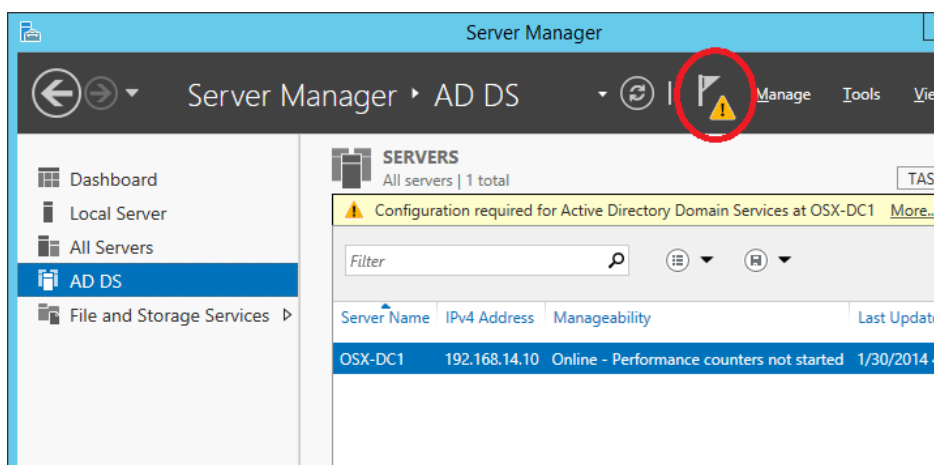 Server Manager
Server Manager • AD DS
Manage Tools Vie
Dashboard
Local Server
All Servers
AD DS
File and Storage Services
SERVERS
All servers | 1 total
TAS
Configuration required for Active Directory Domain Services at OSX-DC1 More...
Filter
Server Name IPv4 Address Manageability Last Updat
OSX-DC1 192.168.14.10 Online - Performance counters not started 1/30/2014 4